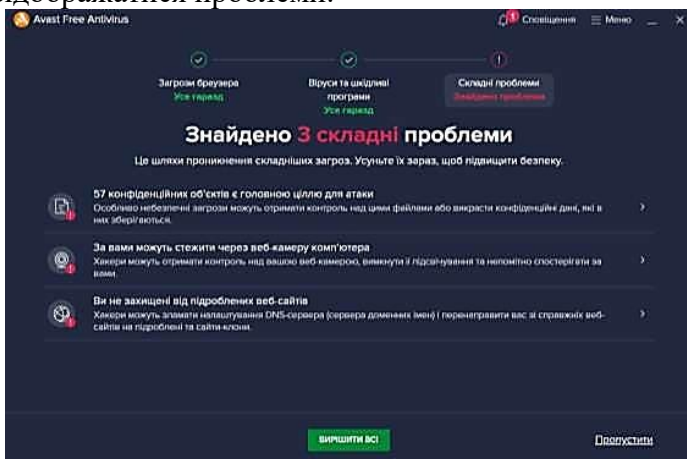 відображатися проблеми.
Avast Free Antivirus
1 Сповіщення Меню
Загрози браузера
Усе гаразд
Віруси та шкідливі
програми
Усе гаразд
Складні проблеми
Знайдено проблеми
Знайдено 3 складні проблеми
Це шляхи проникнення складніших загроз. Усуньте їх зараз, щоб підвищити безпеку.
57 конфіденційних об'єктів є головною ціллю для атаки
Особливо небезпечні загрози можуть отримати контроль над цими файлами або викрасти конфіденційні дані, які в
них зберігаються.
За вами можуть стежити через веб-камеру комп'ютера
Хакери можуть отримати контроль над вашою веб-камерою, вимкнути її підсвічування та непомітно спостерігати за
вами.
Ви не захищені від підроблених веб-сайтів
Хакери можуть зламати налаштування DNS-сервера (сервера доменних імен) і перенаправити вас зі справжніх веб-
сайтів на підроблені та сайти-клони.
ВИРІШИТИ ВСІ
Пропустити